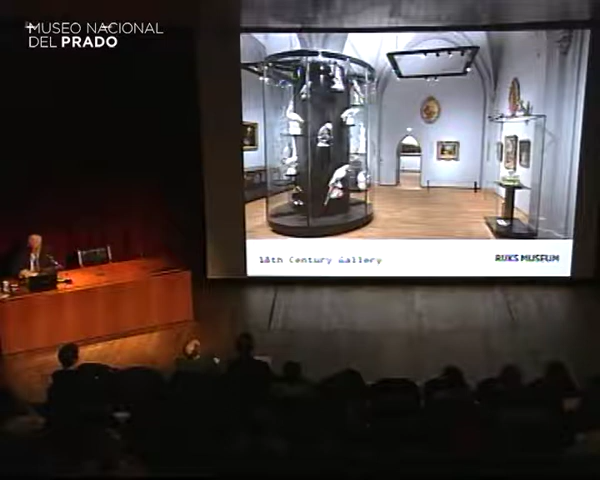 MUSEO NACIONAL
DEL PRADO
18th Century Gallery
RIJKS MUSEUM